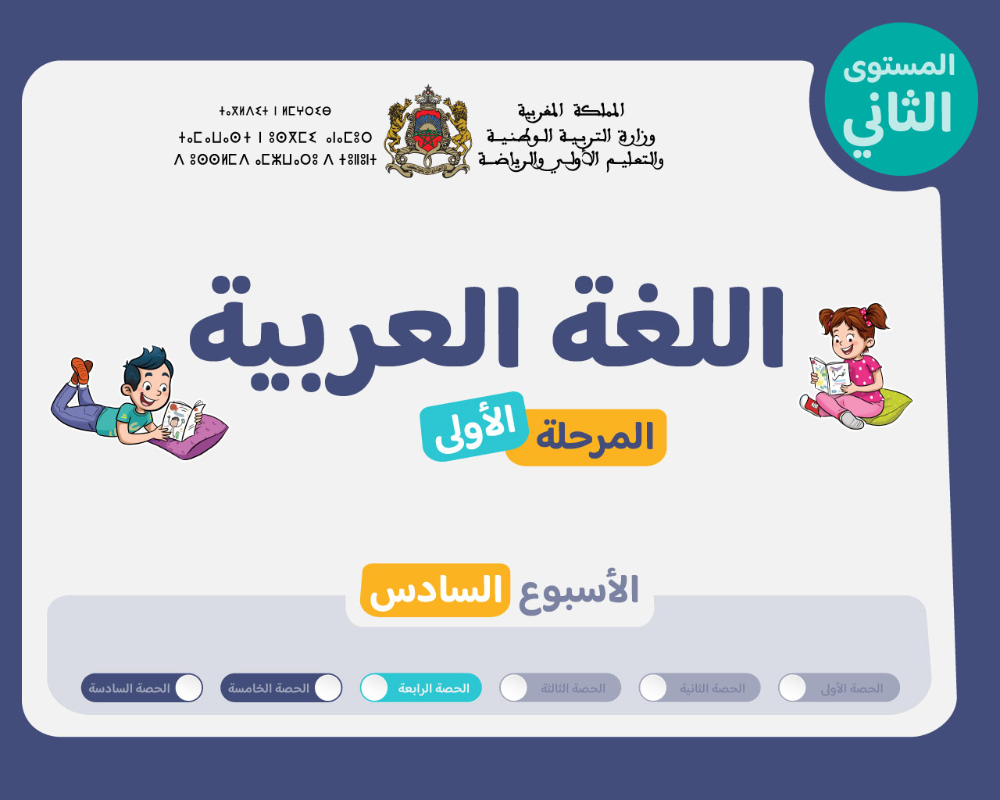 المستوى
الثاني
المملكة المغربية
وزارة التربية الوطنية
والتعليم الأولي والرياضة
ⵜⴰⴳⵍⴷⵉⵜ ⵏ ⵍⵎⵖⵔⵉⴱ
ⵜⴰⵎⴰⵡⴰⵙⵜ ⵏ ⵓⵙⴳⵎⵉ ⴰⵏⴰⵎⵓⵔ
ⴷ ⵓⵙⵙⵍⵎⴷ ⴰⵎⵣⵡⴰⵔⵓ ⴷ ⵜⵓⵏⵏⵓⵏⵜ
اللغة العربية
المرحلة الأولى
الأسبوع السادس
الحصة الأولى
الحصة الثانية
الحصة الثالثة
الحصة الرابعة
الحصة الخامسة
الحصة السادسة